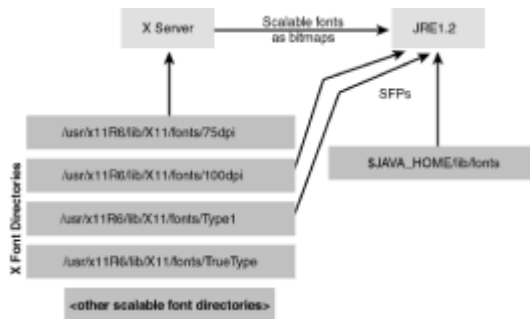 X Server
Scalable fonts
as bitmaps
JRE1.2
SFPs
X Font Directories
/usr/x11R6/lib/X11/fonts/75dpi
/usr/x11R6/lib/X11/fonts/100dpi
/usr/x11R6/lib/X11/fonts/Type1
/usr/x11R6/lib/X11/fonts/TrueType
<other scalable font directories>
$JAVA_HOME/lib/fonts